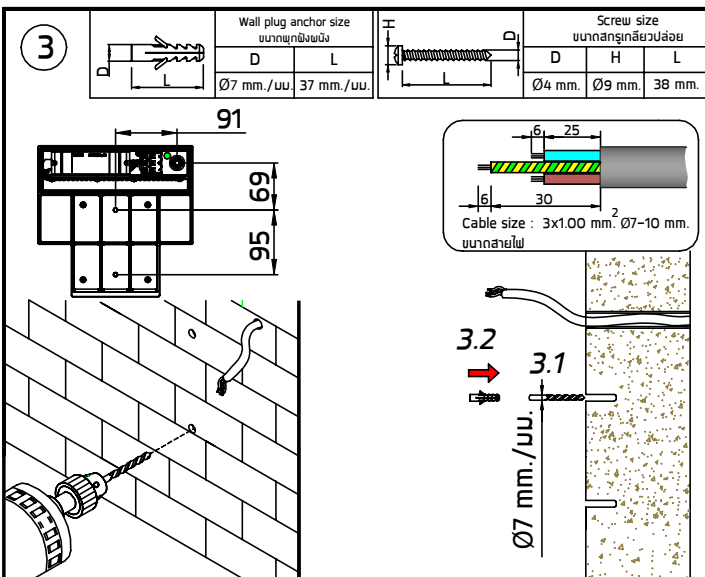 3
Wall plug anchor size
ขนาดพุกฝังผนัง
D L
Ø7 mm./มม. 37 mm./มม.
D
L
H
D
L
Screw size
ขนาดสกรูเกลียวปล่อย
D H L
Ø4 mm. Ø9 mm. 38 mm.
91
69
95
6 25
6 30
Cable size : 3x1.00 mm.² Ø7-10 mm.
ขนาดสายไฟ
3.2
3.1
Ø7 mm./มม.